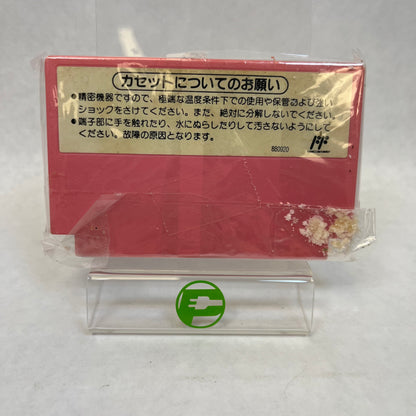 カセットについてのお願い
●精密機器ですので、極端な温度条件下での使用や保管および強い
ショックをさけてください。また、絶対に分解しないでください。
●端子部に手を触れたり、水にぬらしたりして汚さないようにして
ください。故障の原因となります。
880920